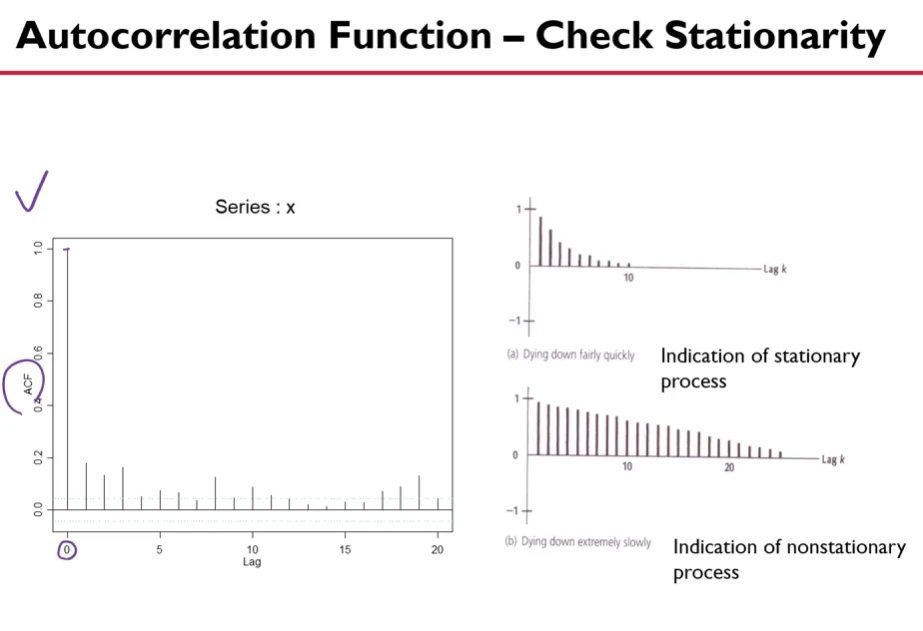 Autocorrelation Function – Check Stationarity
Series : x
1.0
0.8
0.6
0.4
0.2
0.0
ACF
0
5
10
15
20
Lag
1
0
−1
10
Lag k
(a) Dying down fairly quickly
Indication of stationary
process
1
0
−1
10
20
Lag k
(b) Dying down extremely slowly
Indication of nonstationary
process